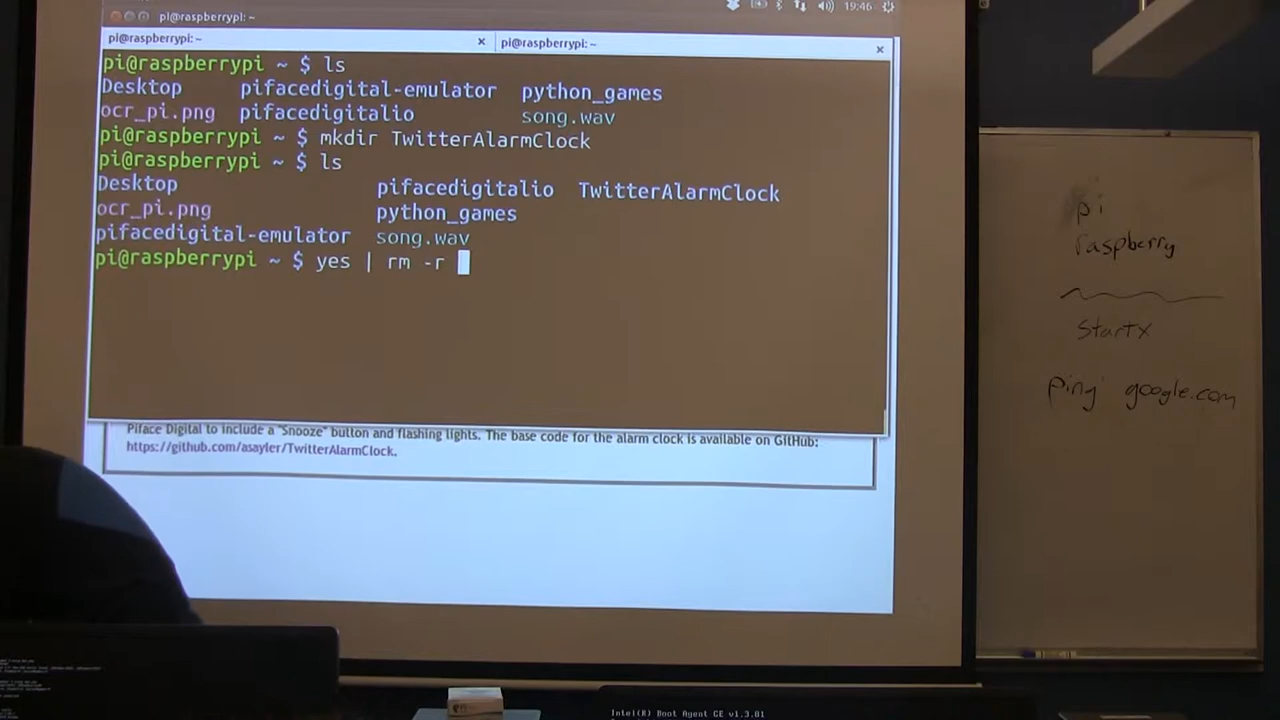 pi@raspberrypi: ~
19:46
pi@raspberrypi: ~ × pi@raspberrypi: ~ ×
pi@raspberrypi ~ $ ls
Desktop pifacedigital-emulator python_games
ocr_pi.png pifacedigitalio song.wav
pi@raspberrypi ~ $ mkdir TwitterAlarmClock
pi@raspberrypi ~ $ ls
Desktop pifacedigitalio TwitterAlarmClock
ocr_pi.png python_games
pifacedigital-emulator song.wav
pi@raspberrypi ~ $ yes | rm -r
Piface Digital to include a "Snooze" button and flashing lights. The base code for the alarm clock is available on GitHub:
https://github.com/asayler/TwitterAlarmClock.
pi
raspberry
startx
ping google.com
Intel(R) Boot Agent GE v1.3.81